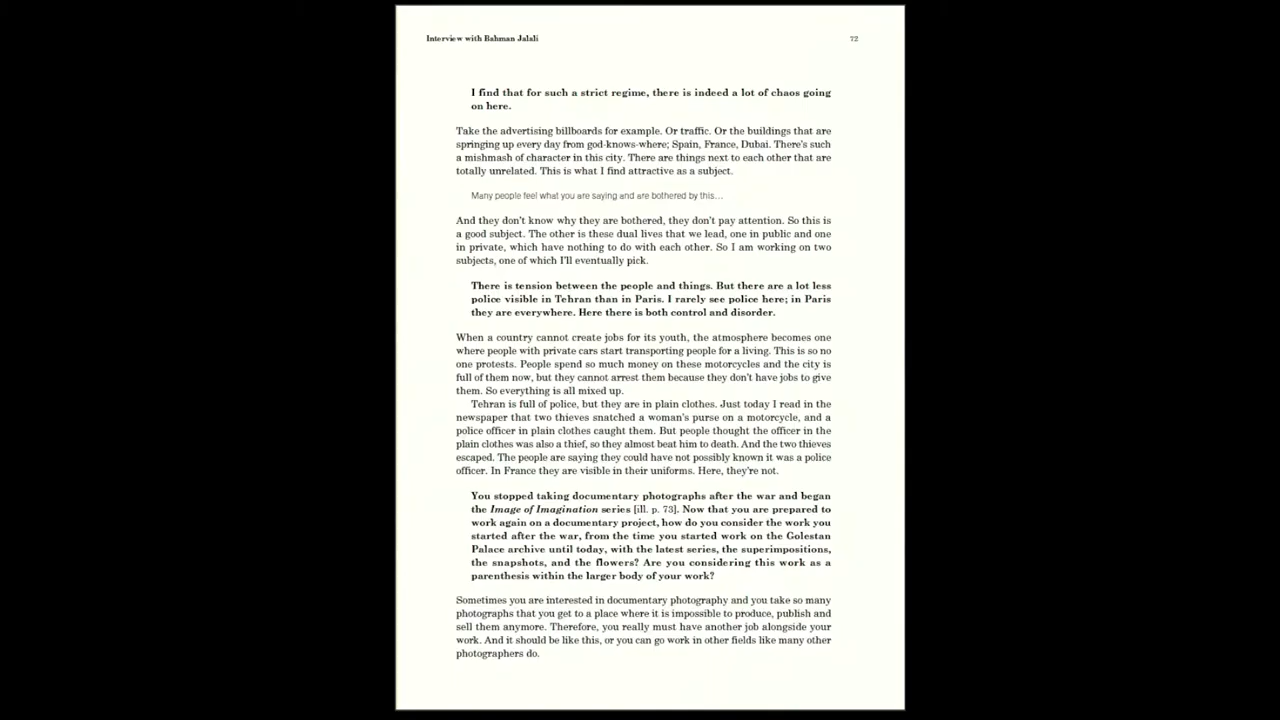 Interview with Bahman Jalali
72
I find that for such a strict regime, there is indeed a lot of chaos going
on here.
Take the advertising billboards for example. Or traffic. Or the buildings that are
springing up every day from god-knows-where; Spain, France, Dubai. There's such
a mishmash of character in this city. There are things next to each other that are
totally unrelated. This is what I find attractive as a subject.
Many people feel what you are saying and are bothered by this…
And they don't know why they are bothered, they don't pay attention. So this is
a good subject. The other is these dual lives that we lead, one in public and one
in private, which have nothing to do with each other. So I am working on two
subjects, one of which I'll eventually pick.
There is tension between the people and things. But there are a lot less
police visible in Tehran than in Paris. I rarely see police here; in Paris
they are everywhere. Here there is both control and disorder.
When a country cannot create jobs for its youth, the atmosphere becomes one
where people with private cars start transporting people for a living. This is so no
one protests. People spend so much money on these motorcycles and the city is
full of them now, but they cannot arrest them because they don't have jobs to give
them. So everything is all mixed up.
Tehran is full of police, but they are in plain clothes. Just today I read in the
newspaper that two thieves snatched a woman's purse on a motorcycle, and a
police officer in plain clothes caught them. But people thought the officer in the
plain clothes was also a thief, so they almost beat him to death. And the two thieves
escaped. The people are saying they could have not possibly known it was a police
officer. In France they are visible in their uniforms. Here, they're not.
You stopped taking documentary photographs after the war and began
the Image of Imagination series [ill. p. 73]. Now that you are prepared to
work again on a documentary project, how do you consider the work you
started after the war, from the time you started work on the Golestan
Palace archive until today, with the latest series, the superimpositions,
the snapshots, and the flowers? Are you considering this work as a
parenthesis within the larger body of your work?
Sometimes you are interested in documentary photography and you take so many
photographs that you get to a place where it is impossible to produce, publish and
sell them anymore. Therefore, you really must have another job alongside your
work. And it should be like this, or you can go work in other fields like many other
photographers do.